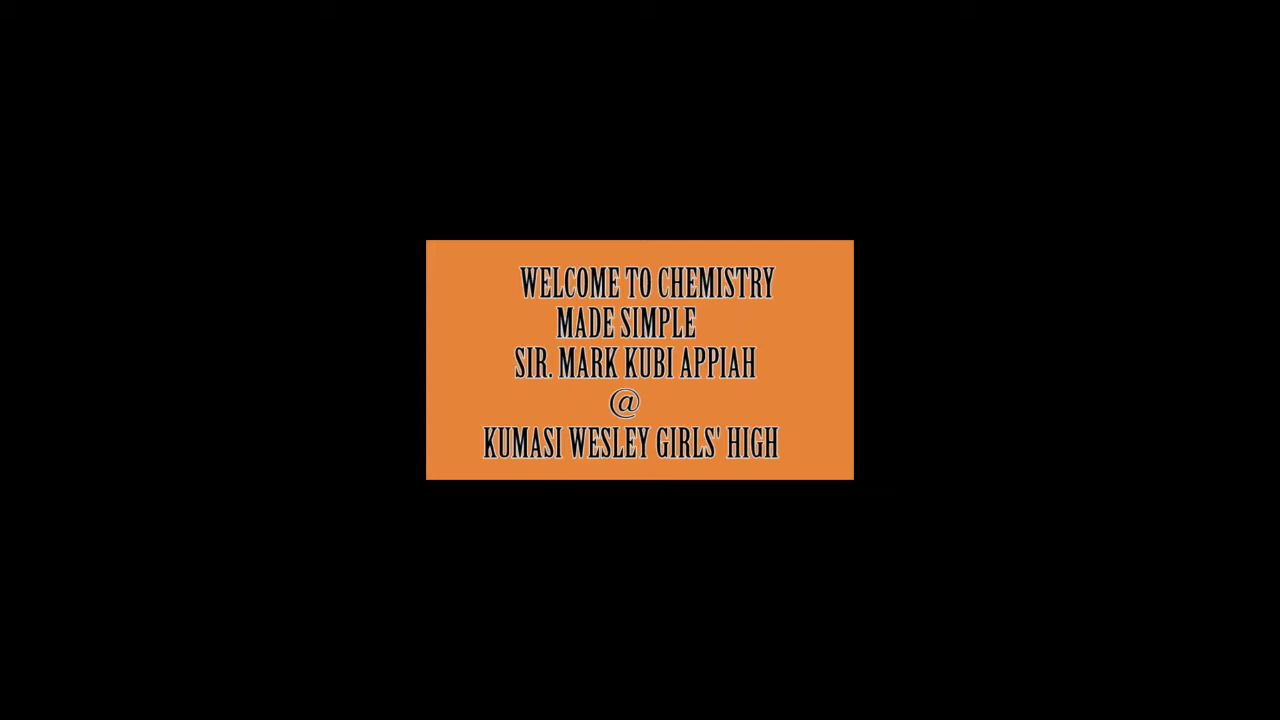 WELCOME TO CHEMISTRY
MADE SIMPLE
SIR. MARK KUBI APPIAH
@
KUMASI WESLEY GIRLS' HIGH